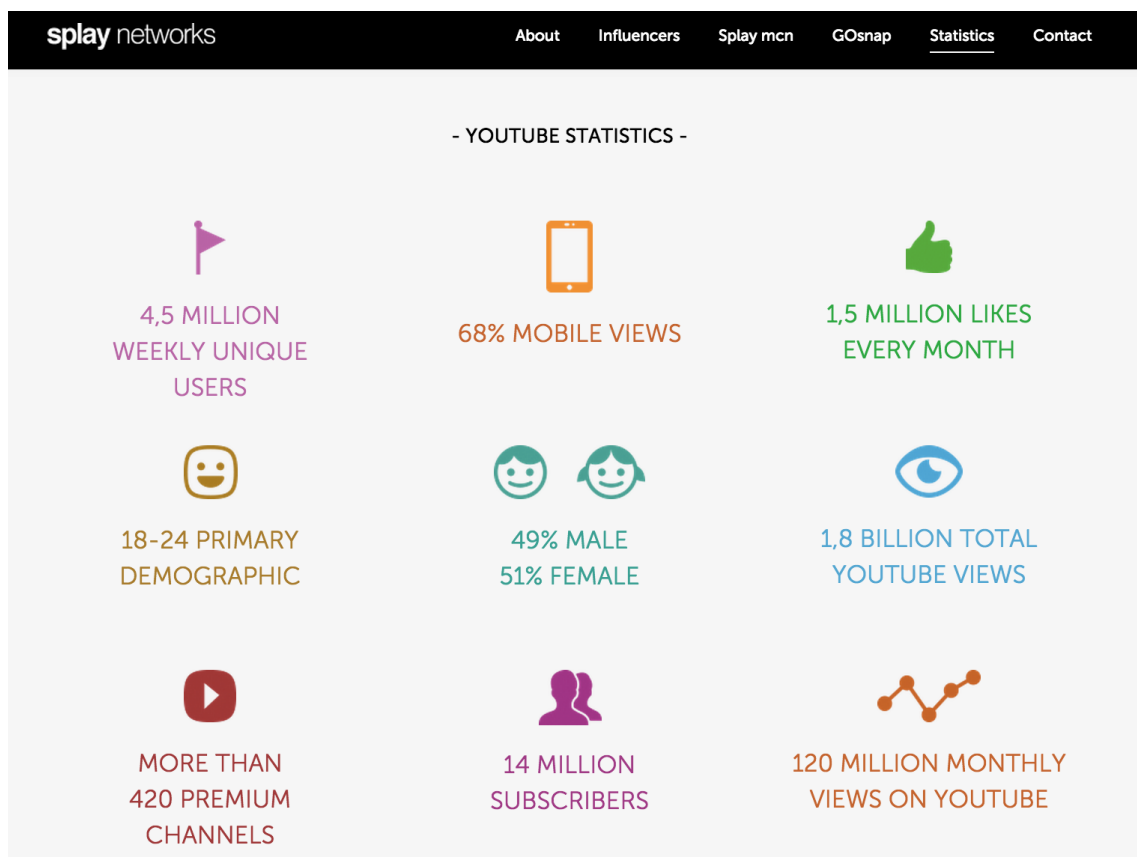 splay networks About Influencers Splay mcn GOsnap Statistics Contact
- YOUTUBE STATISTICS -
4,5 MILLION
WEEKLY UNIQUE
USERS
68% MOBILE VIEWS
1,5 MILLION LIKES
EVERY MONTH
18-24 PRIMARY
DEMOGRAPHIC
49% MALE
51% FEMALE
1,8 BILLION TOTAL
YOUTUBE VIEWS
MORE THAN
420 PREMIUM
CHANNELS
14 MILLION
SUBSCRIBERS
120 MILLION MONTHLY
VIEWS ON YOUTUBE